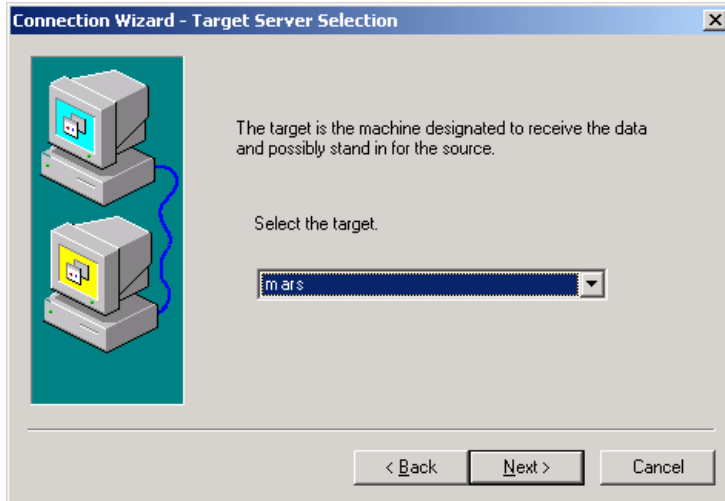 Connection Wizard - Target Server Selection
The target is the machine designated to receive the data
and possibly stand in for the source.
Select the target.
mars
< Back
Next >
Cancel